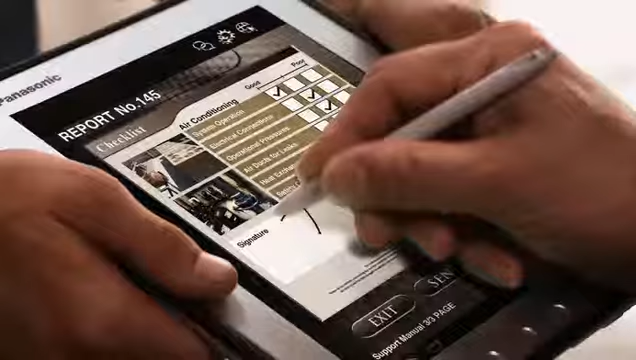 Panasonic
REPORT No.145
Checklist
Air Conditioning
Good
Poor
System Operation
Electrical Connections
Operational Pressures
Air Ducts for Leaks
Heat
Signature
EXIT
Support Manual 3/3 PAGE